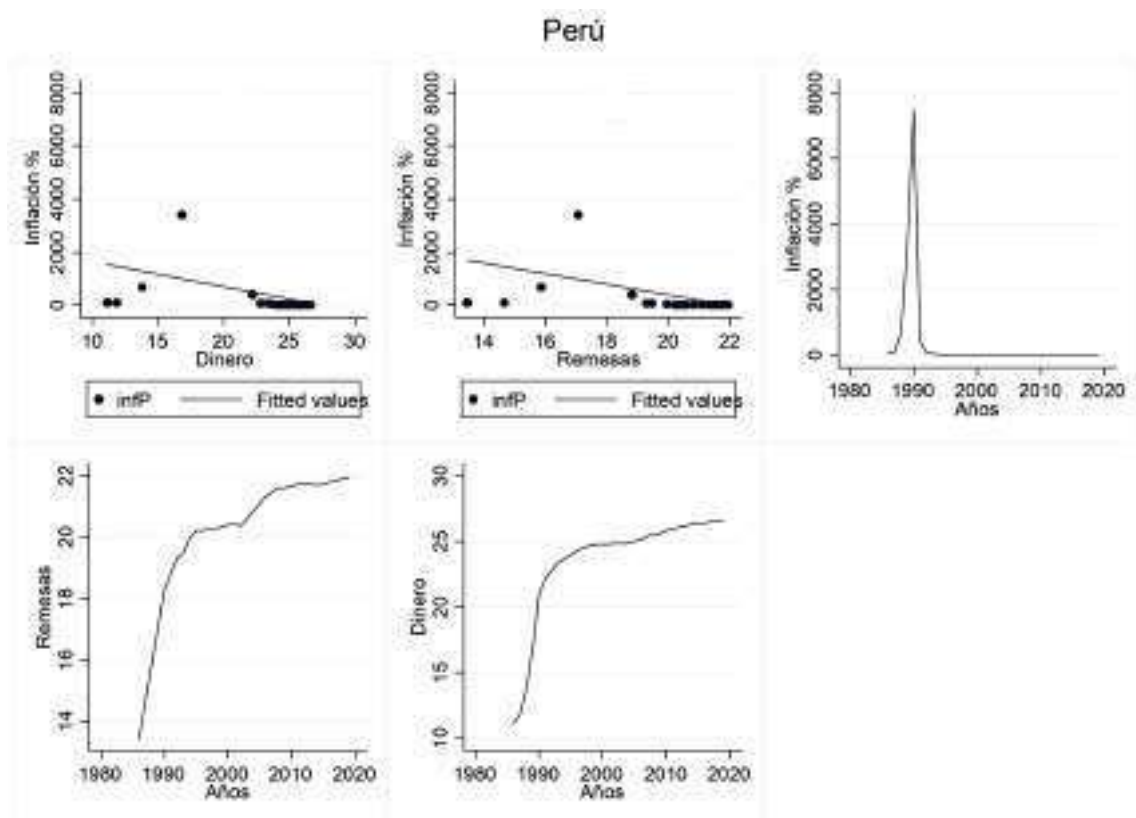 Perú
Inflación %
8000
6000
4000
2000
0
10 15 20 25 30
Dinero
infP Fitted values
Inflación %
8000
6000
4000
2000
0
14 16 18 20 22
Remesas
infP Fitted values
Inflación %
8000
6000
4000
2000
0
1980 1990 2000 2010 2020
Años
Remesas
22
20
18
16
14
1980 1990 2000 2010 2020
Años
Dinero
30
25
20
15
10
1980 1990 2000 2010 2020
Años